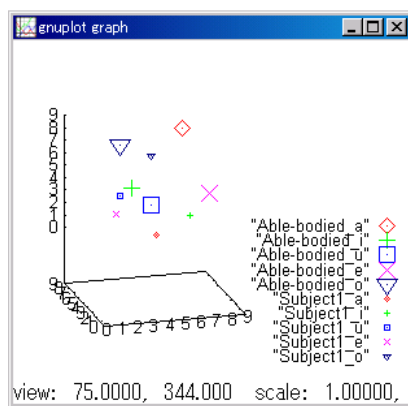 gnuplot graph
9
8
7
6
5
4
3
2
1
0
0 1 2 3 4 5 6 7 8 9
"Able-bodied_a"
"Able-bodied_i"
"Able-bodied_u"
"Able-bodied_e"
"Able-bodied_o"
"Subject1_a"
"Subject1_i"
"Subject1_u"
"Subject1_e"
"Subject1_o"
view: 75.0000, 344.000 scale: 1.00000,